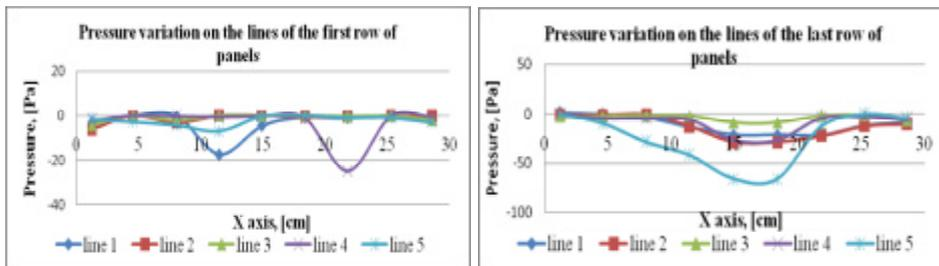 Pressure variation on the lines of the first row of
panels
20
0
-20
-40
0 5 10 15 20 25 30
Pressure, [Pa]
X axis, [cm]
line 1 line 2 line 3 line 4 line 5
Pressure variation on the lines of the last row of
panels
50
0
-50
-100
0 5 10 15 20 25 30
Pressure, [Pa]
X axis, [cm]
line 1 line 2 line 3 line 4 line 5